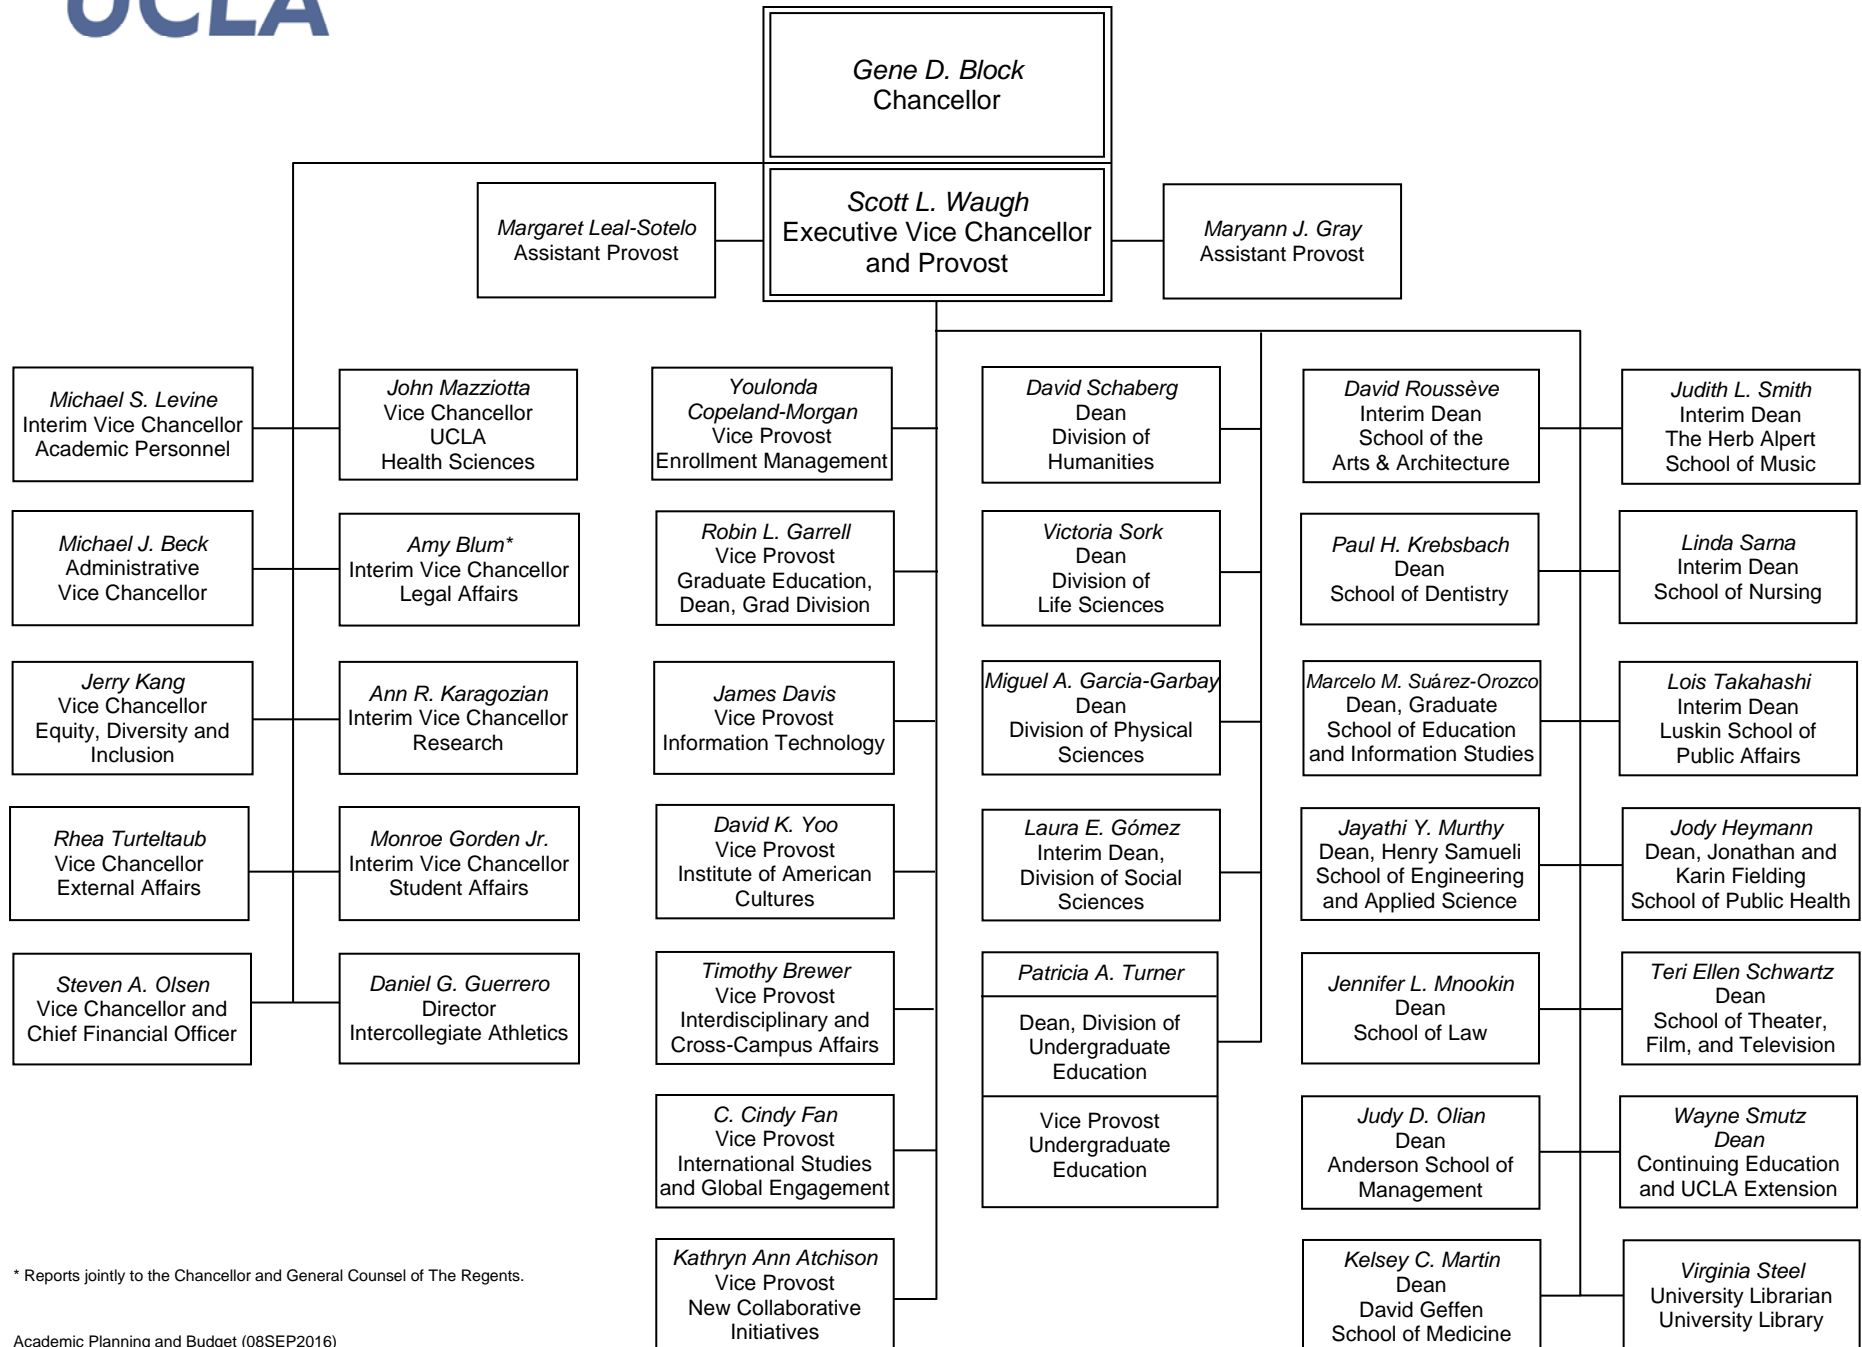 UCLA
Gene D. Block
Chancellor
Scott L. Waugh
Executive Vice Chancellor
and Provost
Margaret Leal-Sotelo
Assistant Provost
Maryann J. Gray
Assistant Provost
Michael S. Levine
Interim Vice Chancellor
Academic Personnel
John Mazziotta
Vice Chancellor
UCLA
Health Sciences
Youlonda
Copeland-Morgan
Vice Provost
Enrollment Management
David Schaberg
Dean
Division of
Humanities
David Roussève
Interim Dean
School of the
Arts & Architecture
Judith L. Smith
Interim Dean
The Herb Alpert
School of Music
Michael J. Beck
Administrative
Vice Chancellor
Amy Blum*
Interim Vice Chancellor
Legal Affairs
Robin L. Garrell
Vice Provost
Graduate Education,
Dean, Grad Division
Victoria Sork
Dean
Division of
Life Sciences
Paul H. Krebsbach
Dean
School of Dentistry
Linda Sarna
Interim Dean
School of Nursing
Jerry Kang
Vice Chancellor
Equity, Diversity and
Inclusion
Ann R. Karagozian
Interim Vice Chancellor
Research
James Davis
Vice Provost
Information Technology
Miguel A. Garcia-Garbay
Dean
Division of Physical
Sciences
Marcelo M. Suárez-Orozco
Dean, Graduate
School of Education
and Information Studies
Lois Takahashi
Interim Dean
Luskin School of
Public Affairs
Rhea Turteltaub
Vice Chancellor
External Affairs
Monroe Gorden Jr.
Interim Vice Chancellor
Student Affairs
David K. Yoo
Vice Provost
Institute of American
Cultures
Laura E. Gómez
Interim Dean,
Division of Social
Sciences
Jayathi Y. Murthy
Dean, Henry Samueli
School of Engineering
and Applied Science
Jody Heymann
Dean, Jonathan and
Karin Fielding
School of Public Health
Steven A. Olsen
Vice Chancellor and
Chief Financial Officer
Daniel G. Guerrero
Director
Intercollegiate Athletics
Timothy Brewer
Vice Provost
Interdisciplinary and
Cross-Campus Affairs
Patricia A. Turner
Dean, Division of
Undergraduate
Education
Vice Provost
Undergraduate
Education
Jennifer L. Mnookin
Dean
School of Law
Teri Ellen Schwartz
Dean
School of Theater,
Film, and Television
C. Cindy Fan
Vice Provost
International Studies
and Global Engagement
Judy D. Olian
Dean
Anderson School of
Management
Wayne Smutz
Dean
Continuing Education
and UCLA Extension
Kathryn Ann Atchison
Vice Provost
New Collaborative
Initiatives
Kelsey C. Martin
Dean
David Geffen
School of Medicine
Virginia Steel
University Librarian
University Library
* Reports jointly to the Chancellor and General Counsel of The Regents.
Academic Planning and Budget (08SEP2016)